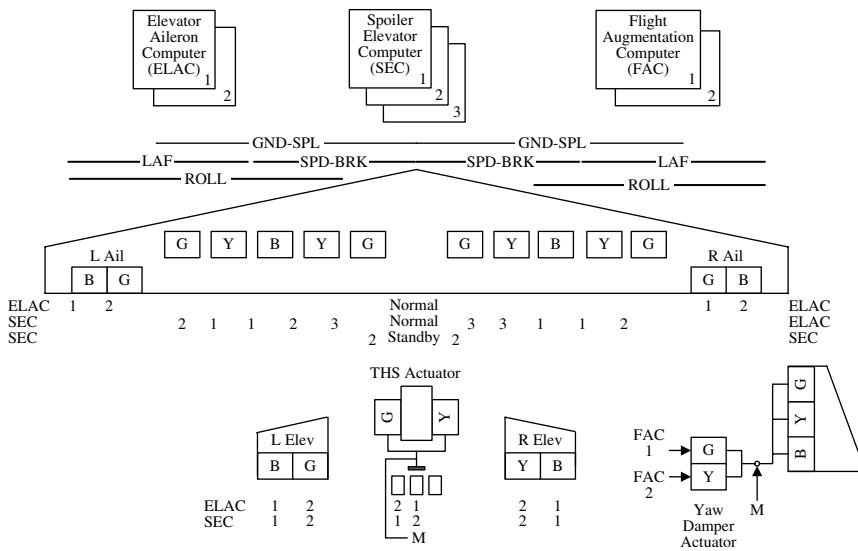 Elevator
Aileron
Computer
(ELAC)
1
2
Spoiler
Elevator
Computer
(SEC)
1
2
3
Flight
Augmentation
Computer
(FAC)
1
2
GND-SPL GND-SPL
LAF SPD-BRK SPD-BRK LAF
ROLL ROLL
G Y B Y G G Y B Y G
L Ail R Ail
B G G B
ELAC 1 2 Normal 1 2 ELAC
SEC 2 1 1 2 3 Normal 3 3 1 1 2 ELAC
SEC 2 Standby 2 SEC
THS Actuator
G Y
L Elev
B G
R Elev
Y B
ELAC 1 2 2 1 2 1
SEC 1 2 1 2 2 1
M
G
Y
B
FAC
1
G
FAC
2
Y
M
Yaw
Damper
Actuator